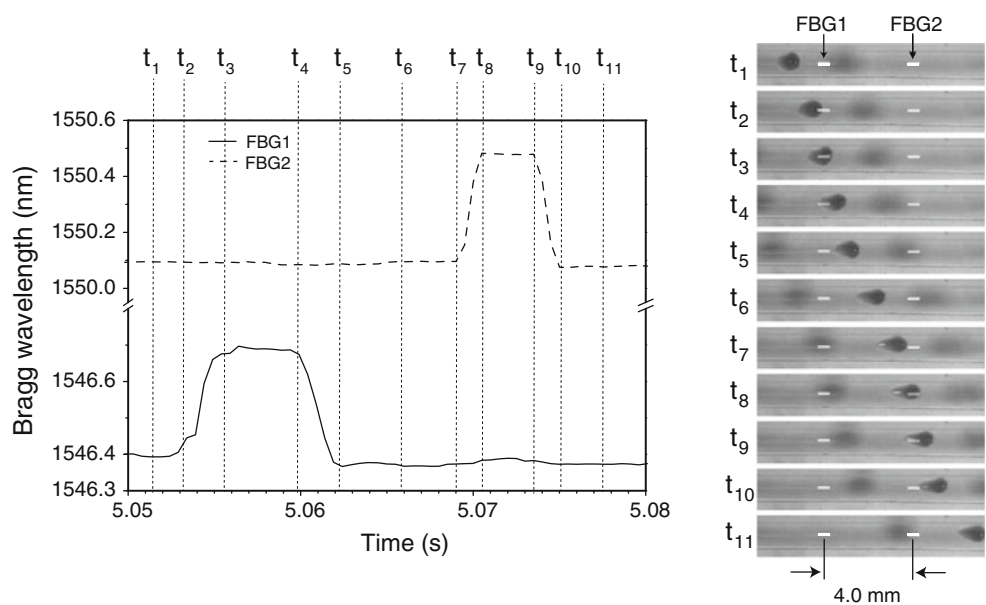 t1 t2 t3 t4 t5 t6 t7 t8 t9 t10 t11
1550.6
1550.4
1550.2
1550.0
1546.6
1546.4
1546.3
Bragg wavelength (nm)
FBG1
FBG2
5.05 5.06 5.07 5.08
Time (s)
FBG1 FBG2
t1
t2
t3
t4
t5
t6
t7
t8
t9
t10
t11
4.0 mm